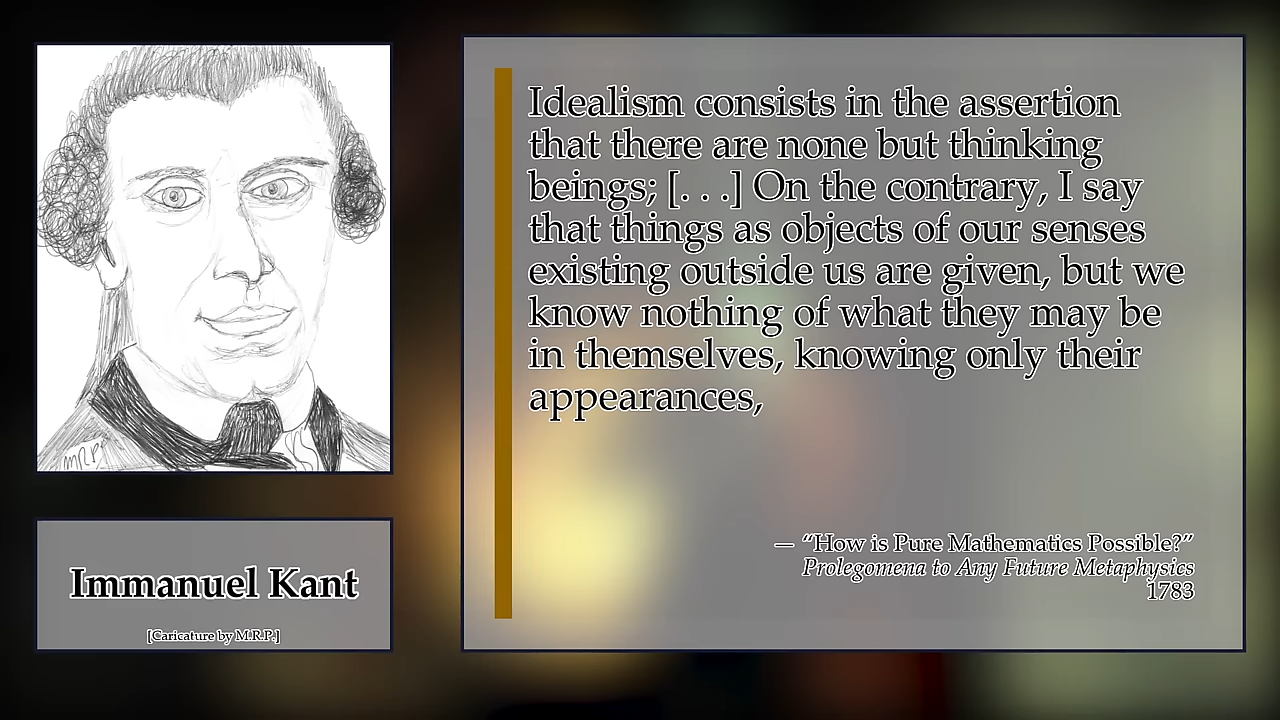 Idealism consists in the assertion
that there are none but thinking
beings; [. . .] On the contrary, I say
that things as objects of our senses
existing outside us are given, but we
know nothing of what they may be
in themselves, knowing only their
appearances,
— “How is Pure Mathematics Possible?”
Prolegomena to Any Future Metaphysics
1783
M.R.P.
Immanuel Kant
[Caricature by M.R.P.]